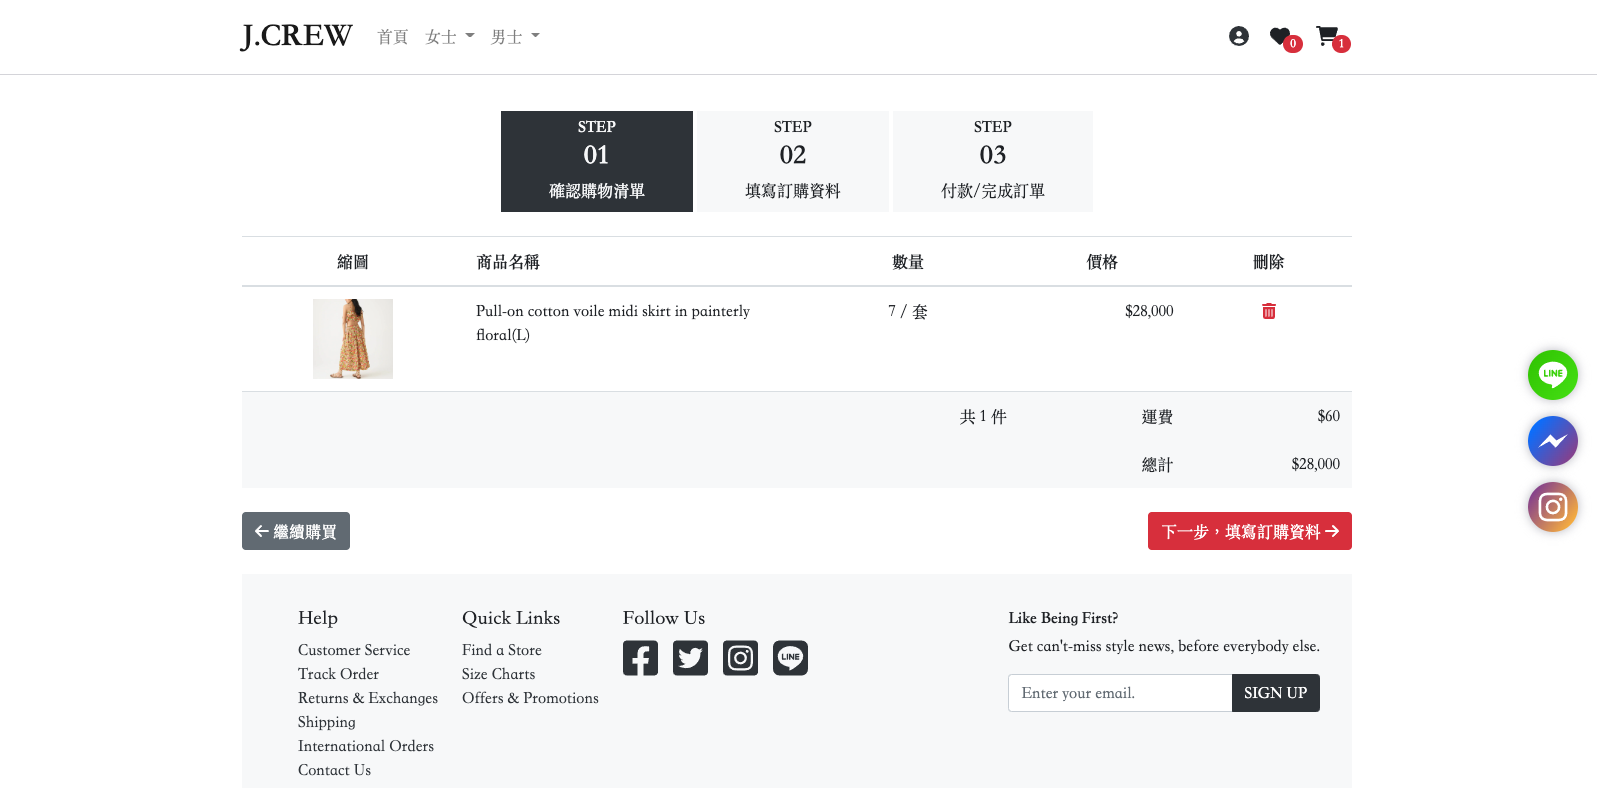 J.CREW 首頁 女士 男士 0 1
STEP
01
確認購物清單
STEP
02
填寫訂購資料
STEP
03
付款/完成訂單
縮圖 商品名稱 數量 價格 刪除
Pull-on cotton voile midi skirt in painterly
floral(L)
7 / 套
$28,000
共 1 件 運費 $60
總計 $28,000
繼續購買
下一步，填寫訂購資料
LINE
Help
Customer Service
Track Order
Returns & Exchanges
Shipping
International Orders
Contact Us
Quick Links
Find a Store
Size Charts
Offers & Promotions
Follow Us
LINE
Like Being First?
Get can't-miss style news, before everybody else.
Enter your email. SIGN UP